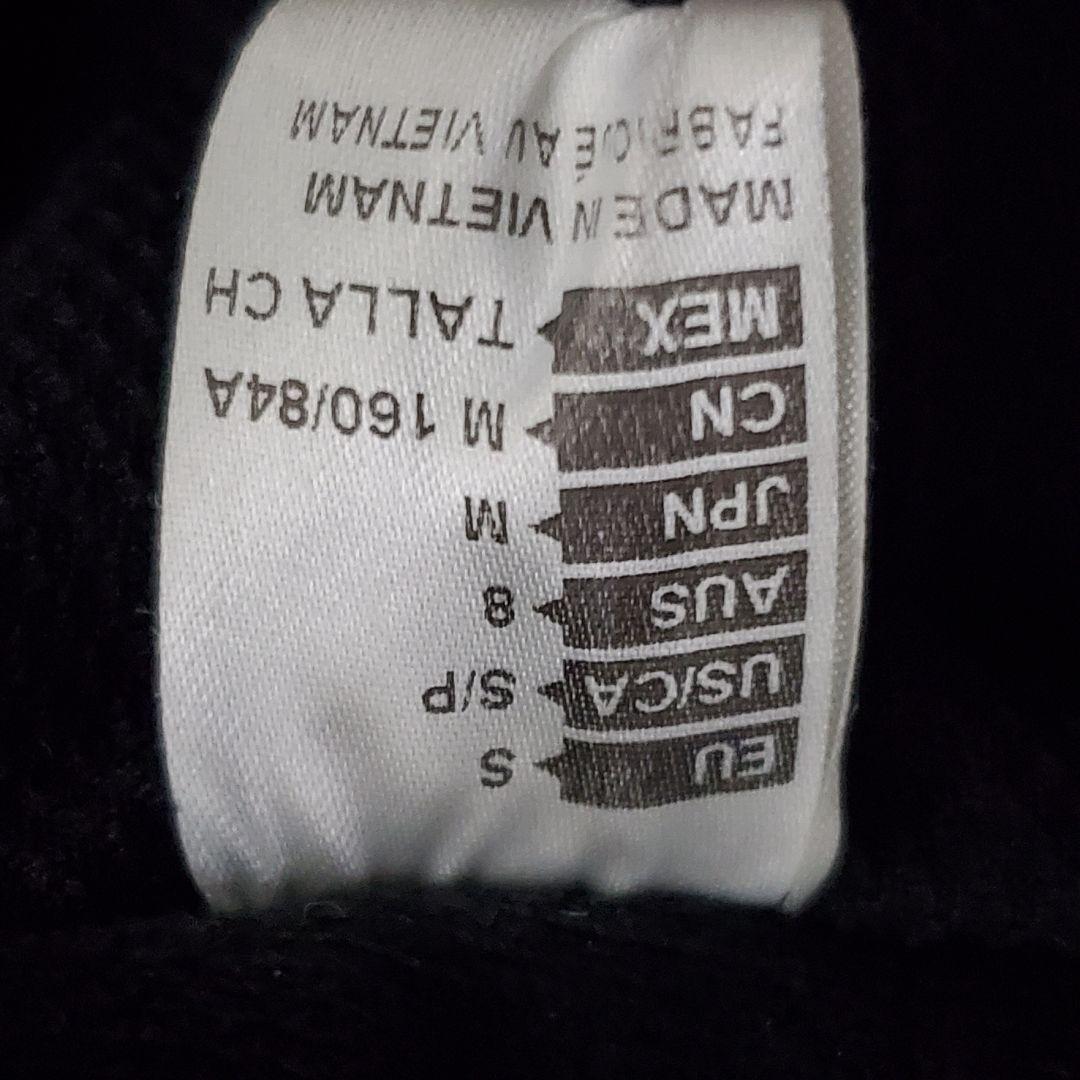 EU S
US/CA S/P
AUS 8
JPN M
CN M 160/84A
MEX TALLA CH
MADE IN VIETNAM
FABRIQUÉ AU VIETNAM